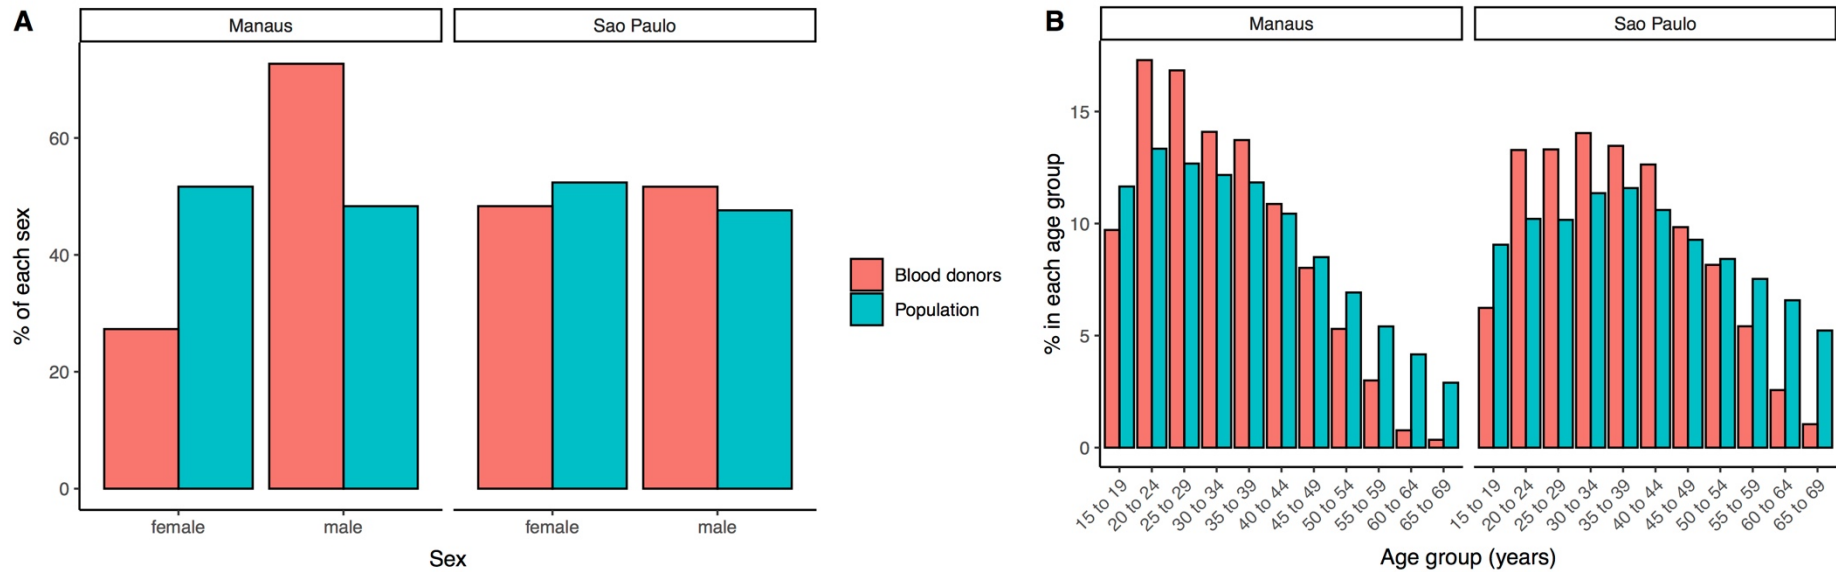 A
Manaus
Sao Paulo
% of each sex
60
40
20
0
female
male
female
male
Sex
Blood donors
Population
B
Manaus
Sao Paulo
% in each age group
15
10
5
0
15 to 19
20 to 24
25 to 29
30 to 34
35 to 39
40 to 44
45 to 49
50 to 54
55 to 59
60 to 64
65 to 69
15 to 19
20 to 24
25 to 29
30 to 34
35 to 39
40 to 44
45 to 49
50 to 54
55 to 59
60 to 64
65 to 69
Age group (years)